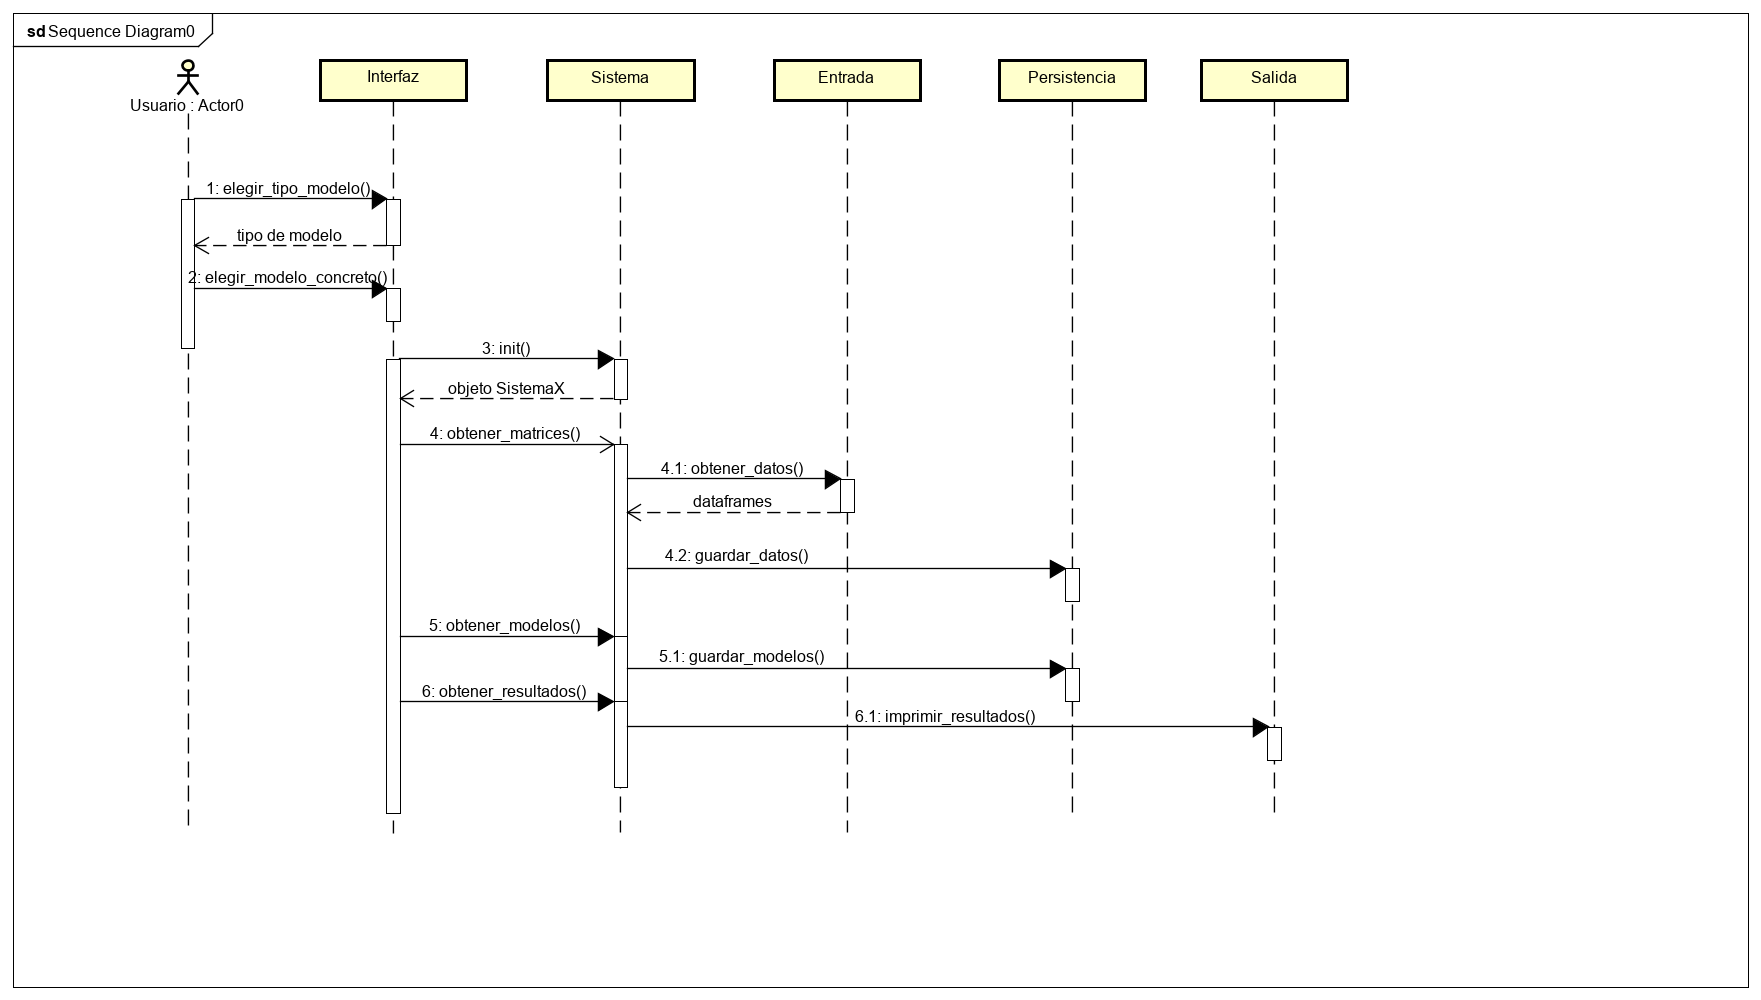 sd Sequence Diagram0
Usuario : Actor0
Interfaz
Sistema
Entrada
Persistencia
Salida
1: elegir_tipo_modelo()
tipo de modelo
2: elegir_modelo_concreto()
3: init()
objeto SistemaX
4: obtener_matrices()
4.1: obtener_datos()
dataframes
4.2: guardar_datos()
5: obtener_modelos()
5.1: guardar_modelos()
6: obtener_resultados()
6.1: imprimir_resultados()